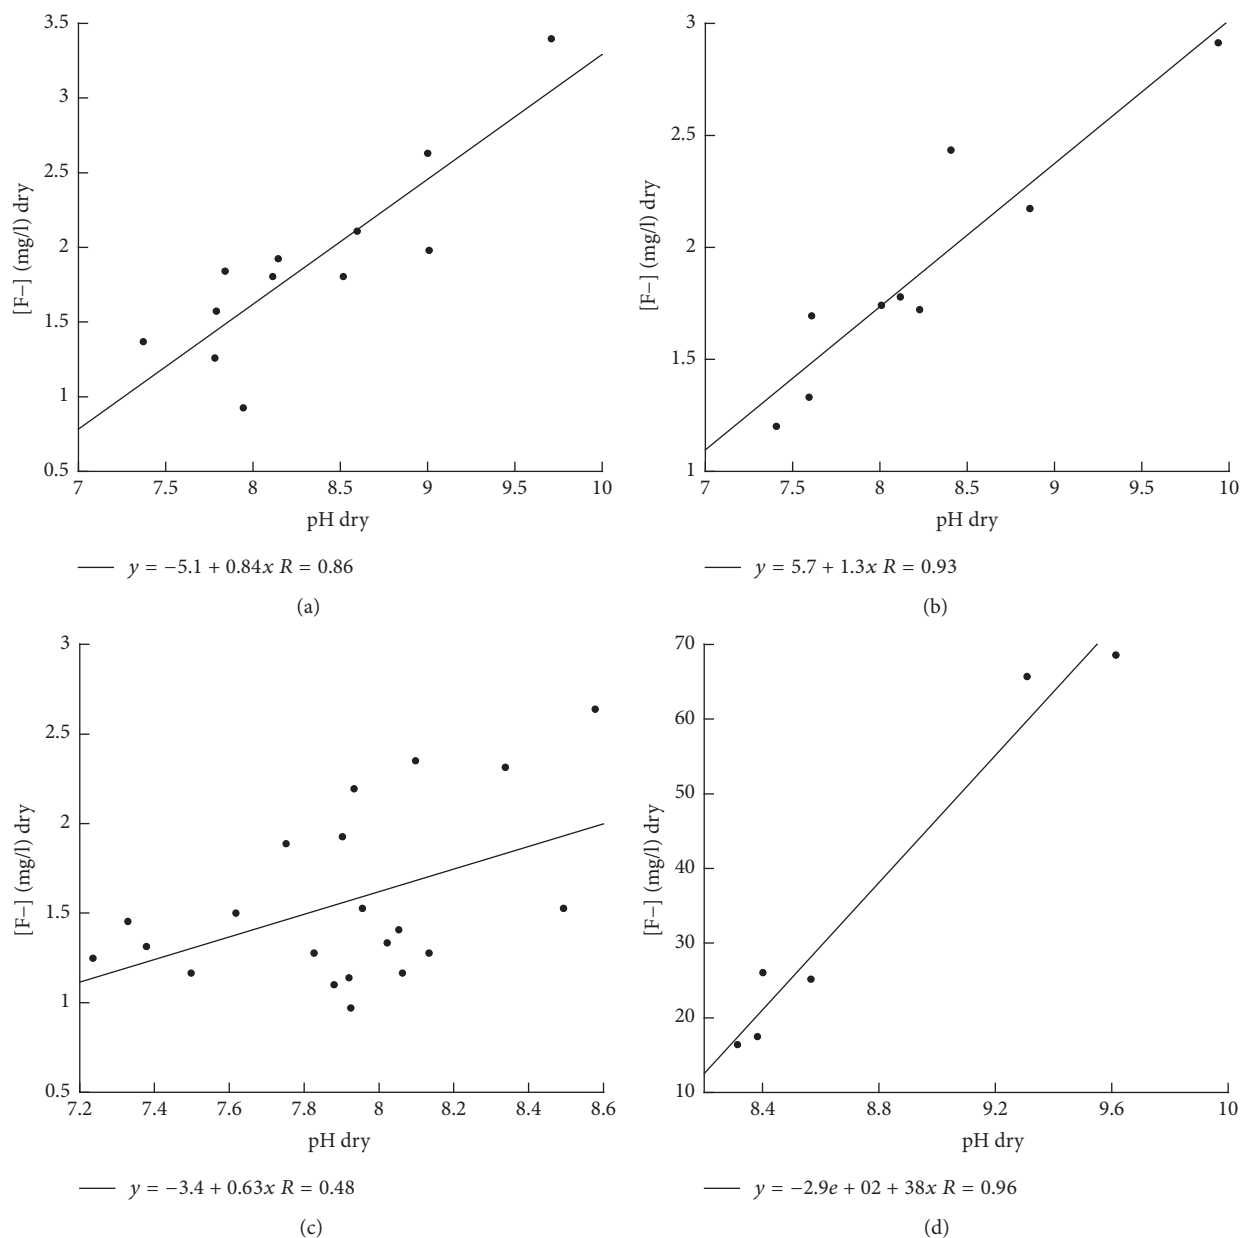 3.5
3
2.5
2
1.5
1
0.5
[F−] (mg/l) dry
7 7.5 8 8.5 9 9.5 10
pH dry
y = −5.1 + 0.84x R = 0.86
(a)
3
2.5
2
1.5
1
[F−] (mg/l) dry
7 7.5 8 8.5 9 9.5 10
pH dry
y = 5.7 + 1.3x R = 0.93
(b)
3
2.5
2
1.5
1
0.5
[F−] (mg/l) dry
7.2 7.4 7.6 7.8 8 8.2 8.4 8.6
pH dry
y = −3.4 + 0.63x R = 0.48
(c)
70
60
50
40
30
20
10
[F−] (mg/l) dry
8.4 8.8 9.2 9.6 10
pH dry
y = −2.9e + 02 + 38x R = 0.96
(d)